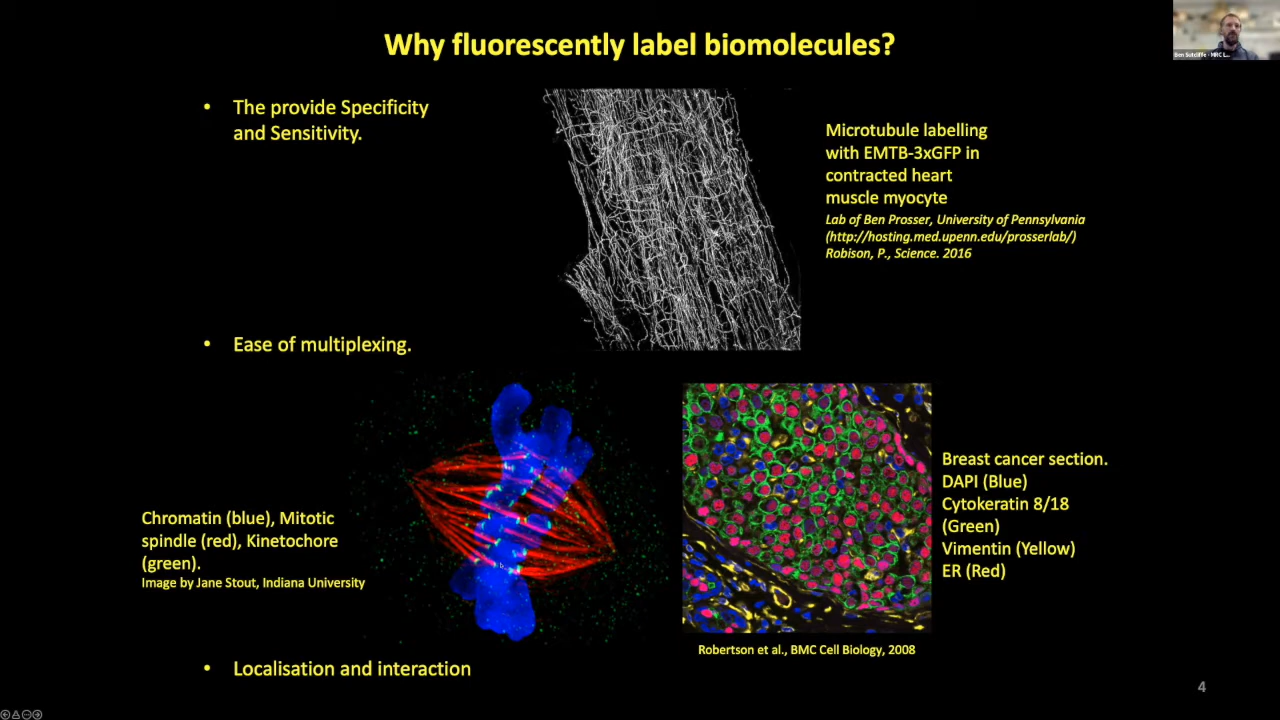 Why fluorescently label biomolecules?
Ben Sutcliffe - MRC L...
• The provide Specificity
and Sensitivity.
Microtubule labelling
with EMTB-3xGFP in
contracted heart
muscle myocyte
Lab of Ben Prosser, University of Pennsylvania
(http://hosting.med.upenn.edu/prosserlab/)
Robison, P., Science. 2016
• Ease of multiplexing.
Chromatin (blue), Mitotic
spindle (red), Kinetochore
(green).
Image by Jane Stout, Indiana University
Breast cancer section.
DAPI (Blue)
Cytokeratin 8/18
(Green)
Vimentin (Yellow)
ER (Red)
Robertson et al., BMC Cell Biology, 2008
• Localisation and interaction
4